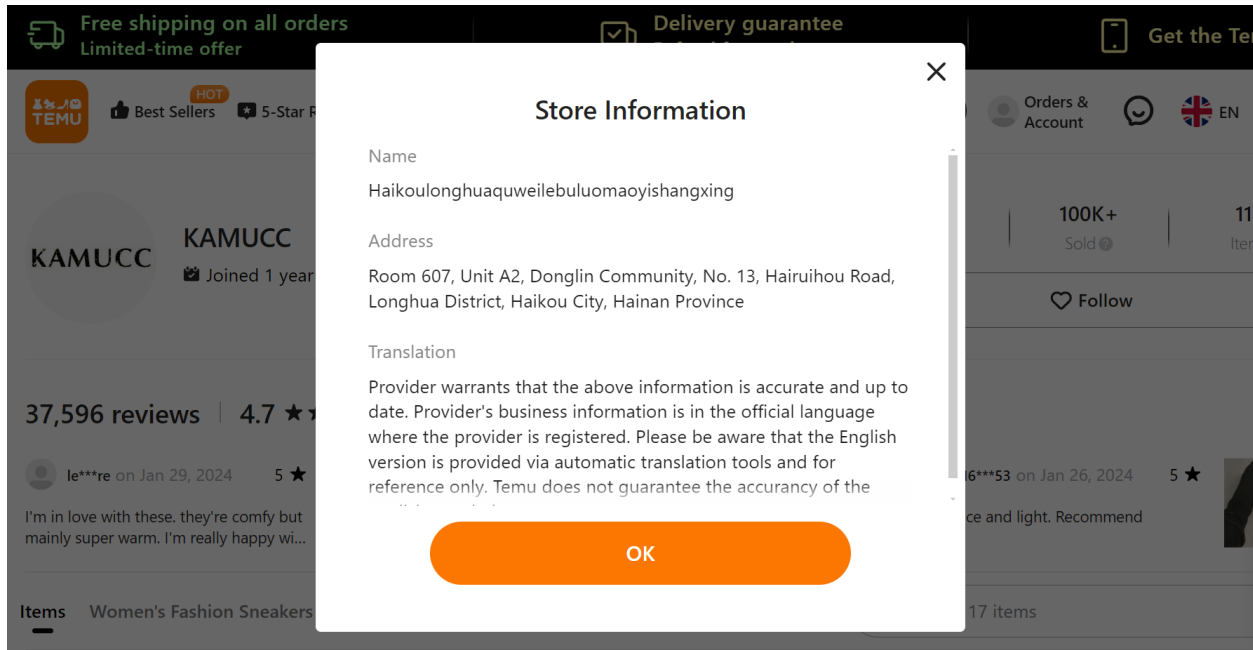 Free shipping on all orders
Limited-time offer
Delivery guarantee
Get the Te
TEMU
HOT
Best Sellers
5-Star R
Orders &
Account
EN
Store Information
Name
Haikoulonghuaquweilebuluomaoyishangxing
Address
Room 607, Unit A2, Donglin Community, No. 13, Hairuihou Road,
Longhua District, Haikou City, Hainan Province
Translation
Provider warrants that the above information is accurate and up to
date. Provider's business information is in the official language
where the provider is registered. Please be aware that the English
version is provided via automatic translation tools and for
reference only. Temu does not guarantee the accurancy of the
OK
KAMUCC
KAMUCC
Joined 1 year
100K+
Sold
11
Iter
Follow
37,596 reviews
4.7
le***re on Jan 29, 2024 5
I'm in love with these. they're comfy but
mainly super warm. I'm really happy wi...
6***53 on Jan 26, 2024 5
ce and light. Recommend
Items Women's Fashion Sneakers
17 items